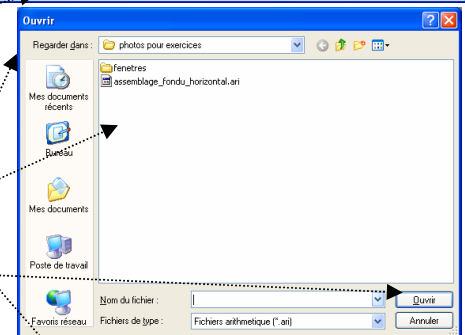 Ouvrir
Regarder dans :
photos pour exercices
fenetres
assemblage_fondu_horizontal.ari
Mes documents
récents
Bureau
Mes documents
Poste de travail
Favoris réseau
Nom du fichier :
Ouvrir
Fichiers de type :
Fichiers arithmetique (*.ari)
Annuler